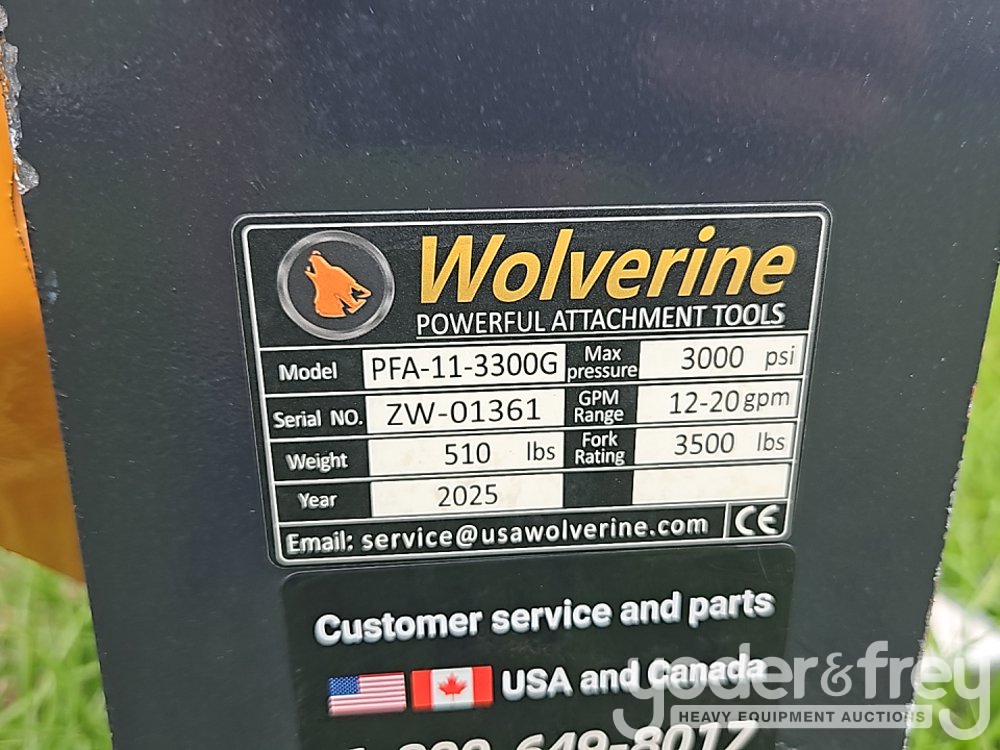 Wolverine
POWERFUL ATTACHMENT TOOLS
Model PFA-11-3300G Max pressure 3000 psi
Serial NO. ZW-01361 GPM Range 12-20 gpm
Weight 510 lbs Fork Rating 3500 lbs
Year 2025
Email: service@usawolverine.com CE
Customer service and parts
USA and Canada
649-8017
yoder&frey
HEAVY EQUIPMENT AUCTIONS